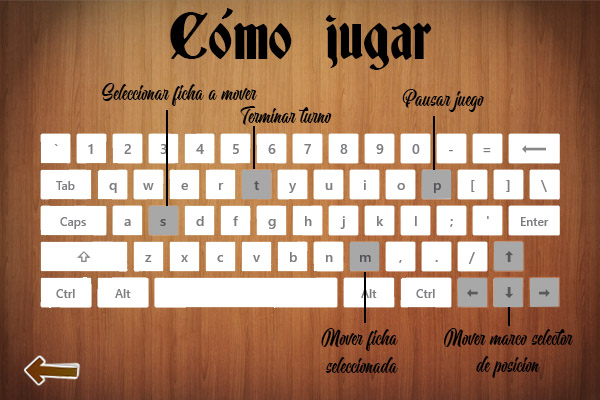 Cómo jugar
Seleccionar ficha a mover
Terminar turno
Pausar juego
` 1 2 3 4 5 6 7 8 9 0 - =
Tab q w e r t y u i o p [ ] \
Caps a s d f g h j k l ; ' Enter
z x c v b n m , . /
Ctrl Alt Alt Ctrl
Mover ficha
seleccionada
Mover marco selector
de posicion